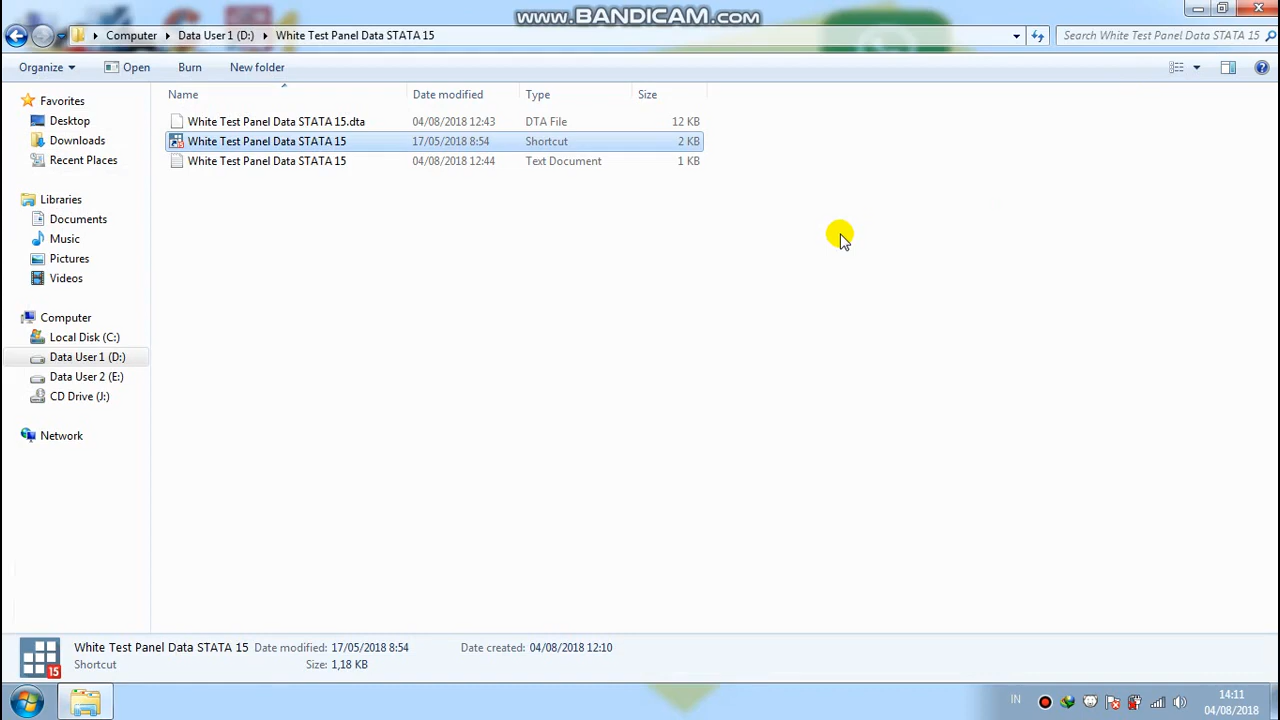 www.BANDICAM.com
Computer Data User 1 (D:) White Test Panel Data STATA 15 Search White Test Panel Data STATA 15
Organize Open Burn New folder
Name Date modified Type Size
Favorites
Desktop
Downloads
Recent Places
Libraries
Documents
Music
Pictures
Videos
Computer
Local Disk (C:)
Data User 1 (D:)
Data User 2 (E:)
CD Drive (J:)
Network
White Test Panel Data STATA 15.dta 04/08/2018 12:43 DTA File 12 KB
White Test Panel Data STATA 15 17/05/2018 8:54 Shortcut 2 KB
White Test Panel Data STATA 15 04/08/2018 12:44 Text Document 1 KB
White Test Panel Data STATA 15 Date modified: 17/05/2018 8:54 Date created: 04/08/2018 12:10
Shortcut Size: 1,18 KB
15
IN 14:11
04/08/2018